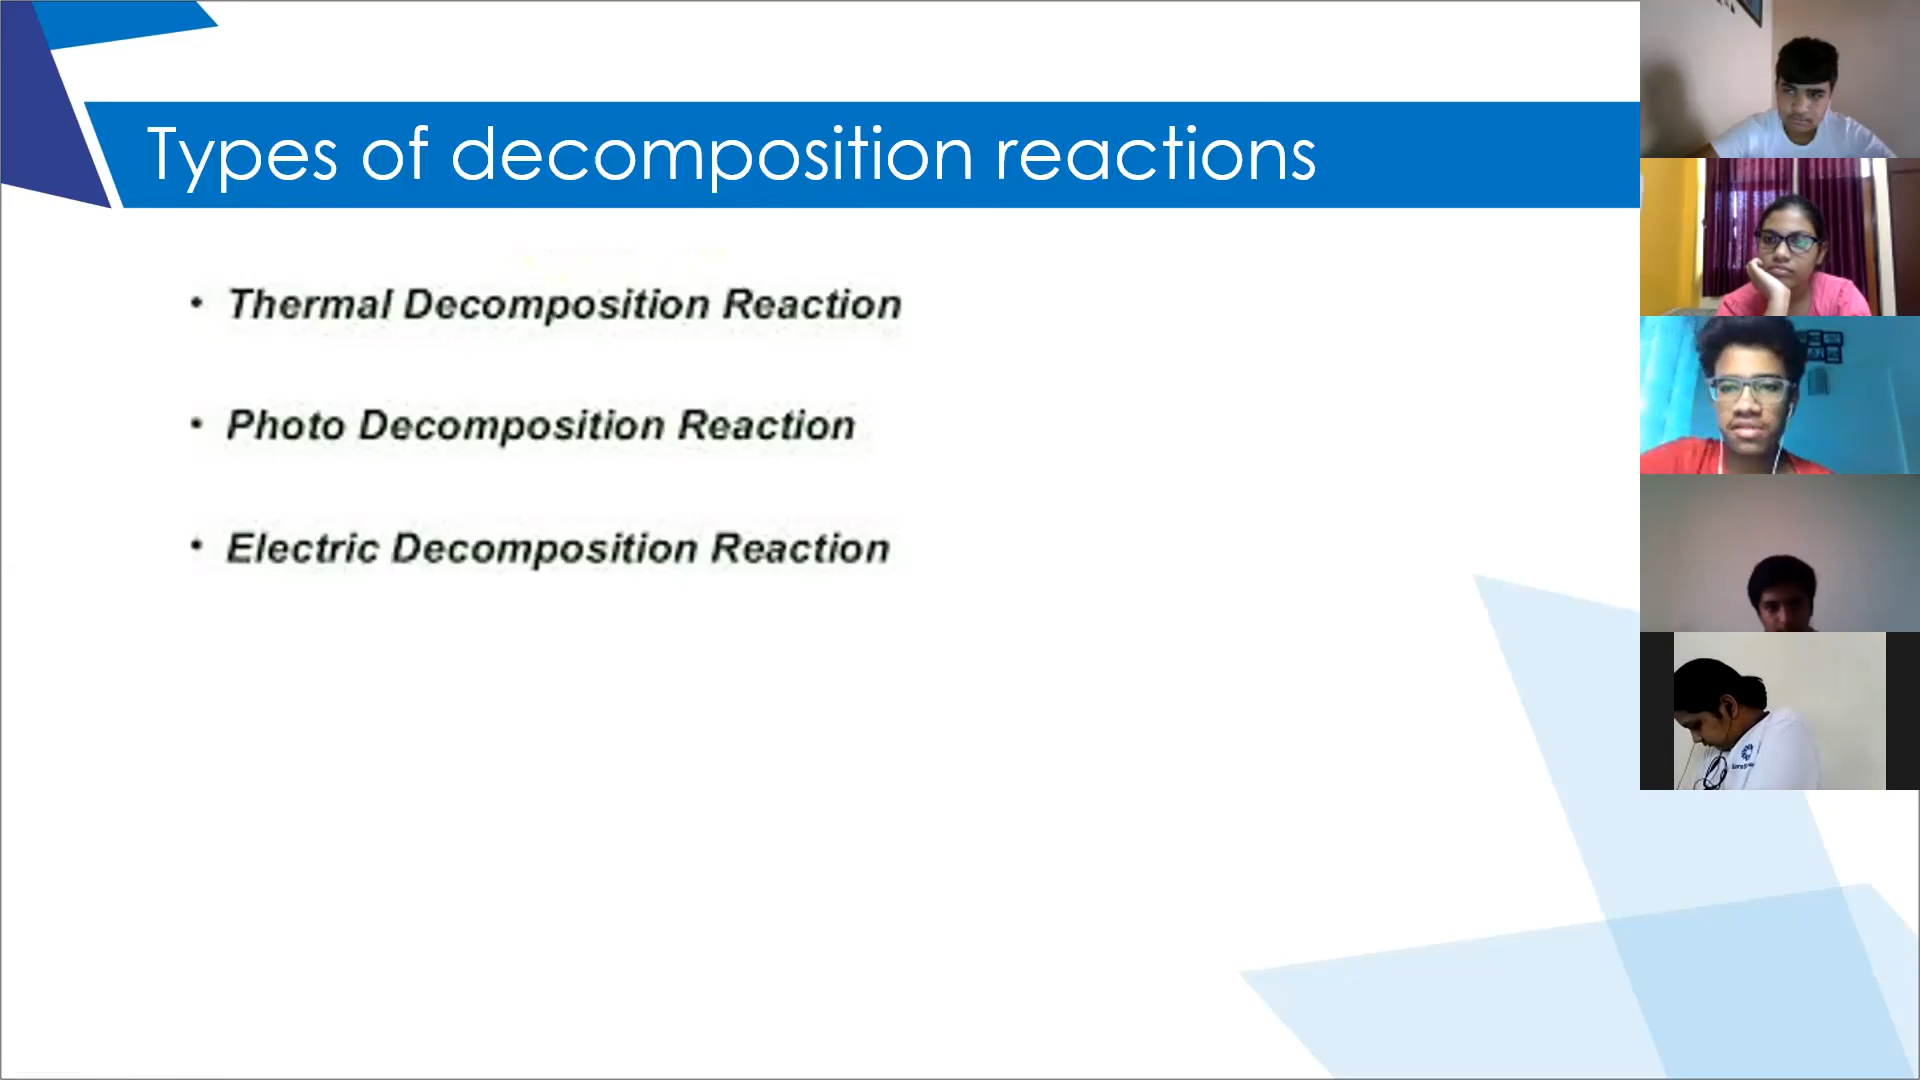 Types of decomposition reactions
• Thermal Decomposition Reaction
• Photo Decomposition Reaction
• Electric Decomposition Reaction